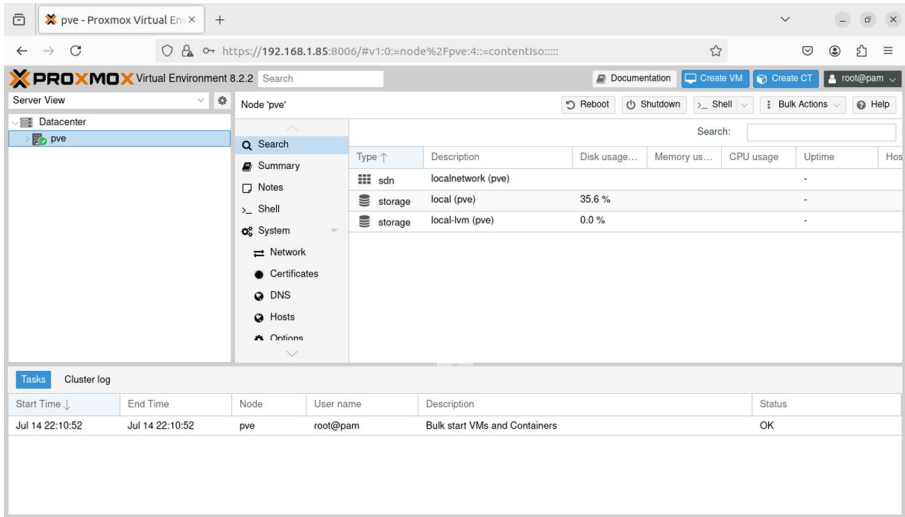 pve - Proxmox Virtual En
https://192.168.1.85:8006/#v1:0:=node%2Fpve:4::=contentIso:::::
PROXMOX Virtual Environment 8.2.2 Search
Documentation Create VM Create CT root@pam
Server View
Node 'pve'
Reboot Shutdown Shell Bulk Actions Help
Datacenter
pve
Search
Summary
Notes
Shell
System
Network
Certificates
DNS
Hosts
Options
Search:
Type Description Disk usage... Memory us... CPU usage Uptime Hos
sdn localnetwork (pve) -
storage local (pve) 35.6 % -
storage local-lvm (pve) 0.0 % -
Tasks Cluster log
Start Time End Time Node User name Description Status
Jul 14 22:10:52 Jul 14 22:10:52 pve root@pam Bulk start VMs and Containers OK